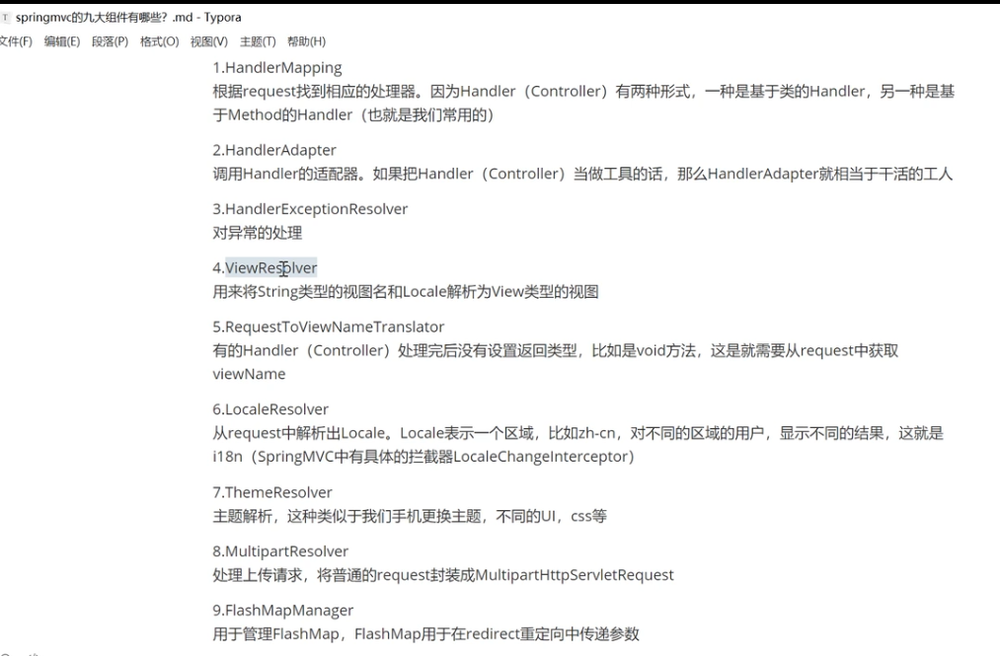 T springmvc的九大组件有哪些？.md - Typora
文件(F) 编辑(E) 段落(P) 格式(O) 视图(V) 主题(T) 帮助(H)
1.HandlerMapping
根据request找到相应的处理器。因为Handler（Controller）有两种形式，一种是基于类的Handler，另一种是基
于Method的Handler（也就是我们常用的）
2.HandlerAdapter
调用Handler的适配器。如果把Handler（Controller）当做工具的话，那么HandlerAdapter就相当于干活的工人
3.HandlerExceptionResolver
对异常的处理
4.ViewResolver
用来将String类型的视图名和Locale解析为View类型的视图
5.RequestToViewNameTranslator
有的Handler（Controller）处理完后没有设置返回类型，比如是void方法，这是就需要从request中获取
viewName
6.LocaleResolver
从request中解析出Locale。Locale表示一个区域，比如zh-cn，对不同的区域的用户，显示不同的结果，这就是
i18n（SpringMVC中有具体的拦截器LocaleChangeInterceptor）
7.ThemeResolver
主题解析，这种类似于我们手机更换主题，不同的UI，css等
8.MultipartResolver
处理上传请求，将普通的request封装成MultipartHttpServletRequest
9.FlashMapManager
用于管理FlashMap，FlashMap用于在redirect重定向中传递参数